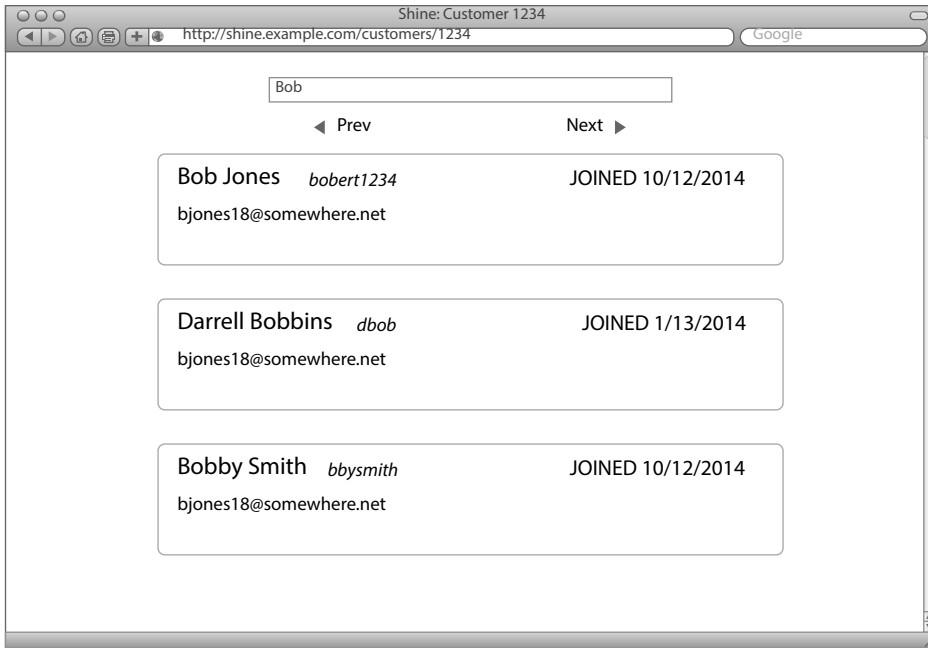 Shine: Customer 1234
http://shine.example.com/customers/1234 Google
Bob
Prev Next
Bob Jones bobert1234 JOINED 10/12/2014
bjones18@somewhere.net
Darrell Bobbins dbob JOINED 1/13/2014
bjones18@somewhere.net
Bobby Smith bbysmith JOINED 10/12/2014
bjones18@somewhere.net